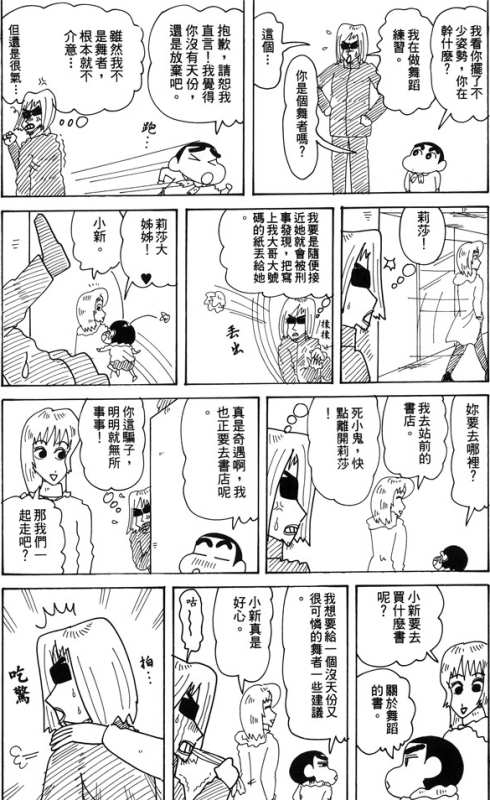 我看你擺了不
少姿勢，你在
幹什麼？
我在做舞蹈
練習。
你是個舞者嗎？
這個…
抱歉，請恕我
直言！我覺得
你沒有天份，
還是放棄吧。
跑…
雖然我不
是舞者，
根本就不
介意…
但還是很氣…
莉莎！
我要是隨便接
近她就會被刑
事發現，把寫
上我大哥大號
碼的紙丟給她
。
丟出
莉莎大
姊姊！
♥
小新。
妳要去哪裡？
我去站前的
書店。
死小鬼，快
點離開莉莎
！
真是奇遇啊，我
也正要去書店呢
你這騙子，
明明就無所
事事！
那我們一
起走吧？
小新要去
買什麼書
呢？
關於舞蹈
的書。
我想要給一個沒天份又
很可憐的舞者一些建議
。
小新真是
好心。
咕…
拍…
吃驚